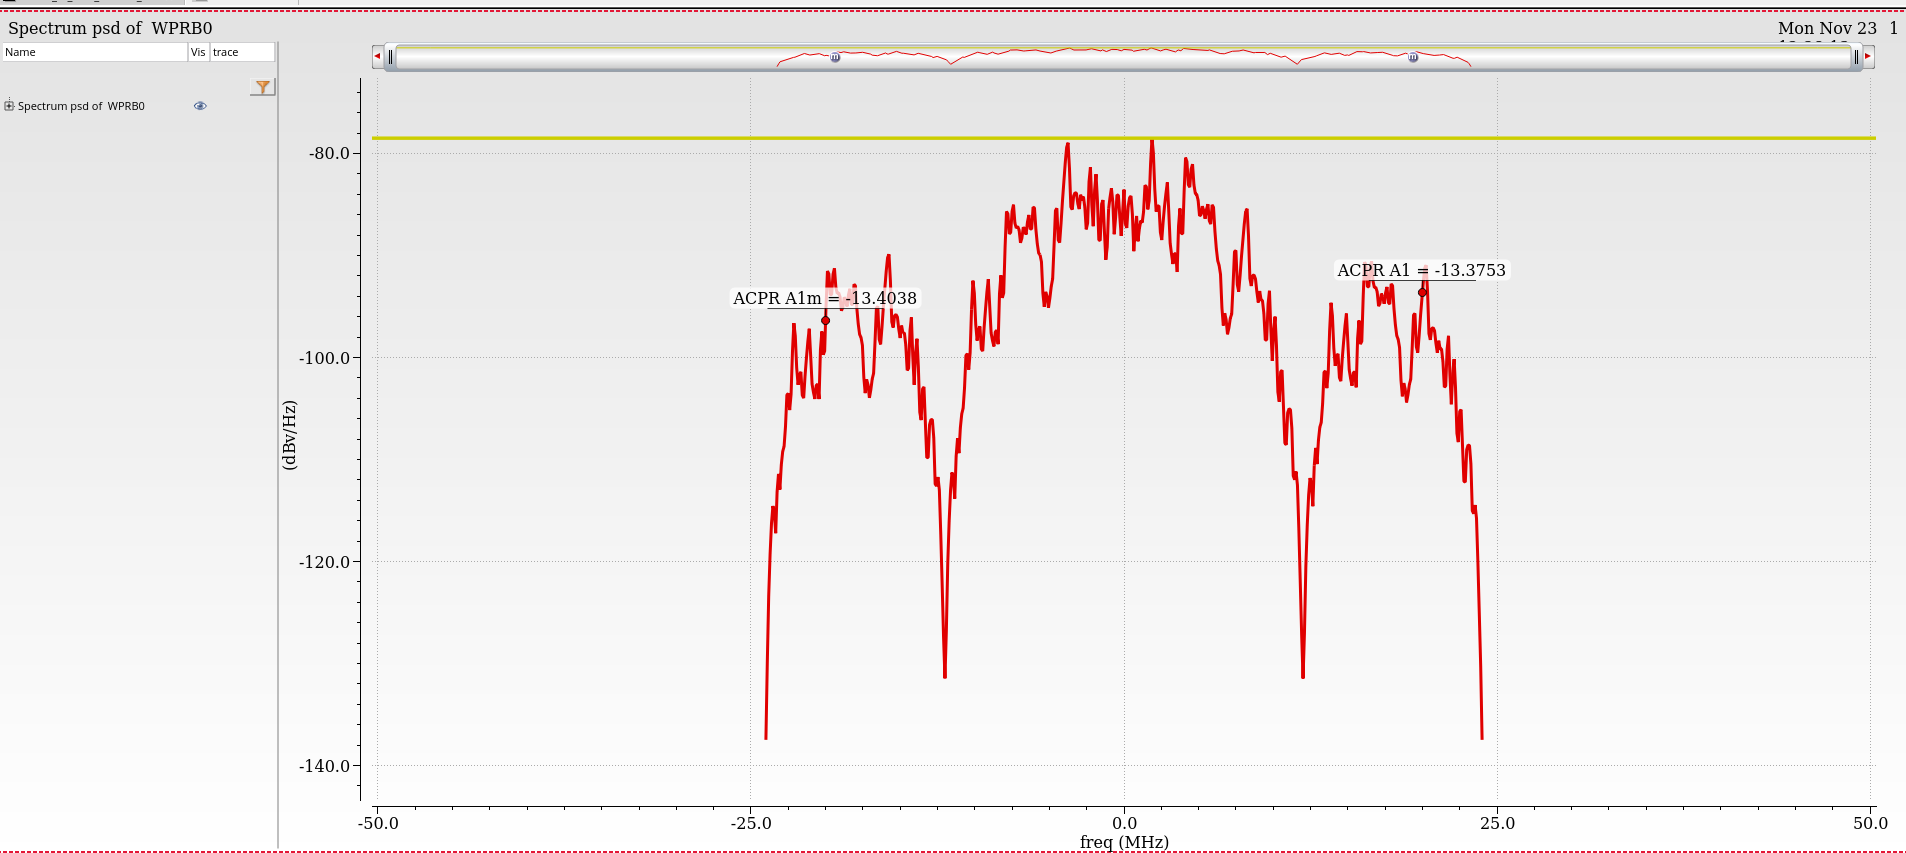 Spectrum psd of WPRB0
Mon Nov 23 1
Name Vis trace
Spectrum psd of WPRB0
-80.0
-100.0
-120.0
-140.0
(dBv/Hz)
ACPR A1m = -13.4038
ACPR A1 = -13.3753
-50.0 -25.0 0.0 25.0 50.0
freq (MHz)